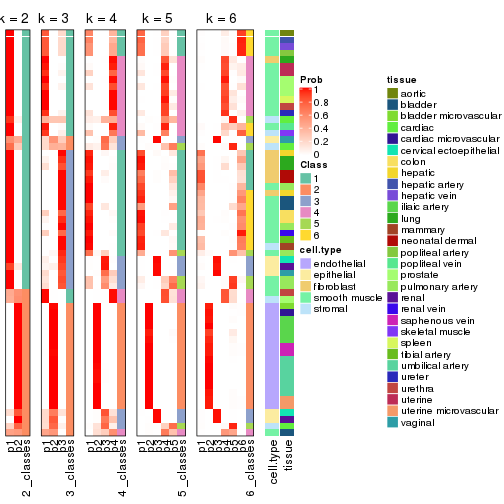 k = 2 k = 3 k = 4 k = 5 k = 6
p1
p2
2_classes
p1
p2
p3
3_classes
p1
p2
p3
p4
4_classes
p1
p2
p3
p4
p5
5_classes
p1
p2
p3
p4
p5
p6
6_classes
cell.type
tissue
Prob
1
0.8
0.6
0.4
0.2
0
Class
1
2
3
4
5
6
cell.type
endothelial
epithelial
fibroblast
smooth muscle
stromal
tissue
aortic
bladder
bladder microvascular
cardiac
cardiac microvascular
cervical ectoepithelial
colon
hepatic
hepatic artery
hepatic vein
iliac artery
lung
mammary
neonatal dermal
popliteal artery
popliteal vein
prostate
pulmonary artery
renal
renal vein
saphenous vein
skeletal muscle
spleen
tibial artery
umbilical artery
ureter
urethra
uterine
uterine microvascular
vaginal